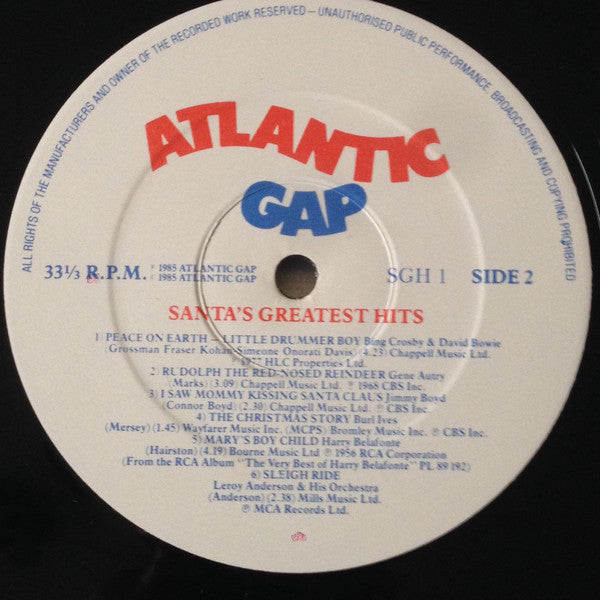 ALL RIGHTS OF THE MANUFACTURERS AND OWNER OF THE RECORDED WORK RESERVED – UNAUTHORISED PUBLIC PERFORMANCE, BROADCASTING AND COPYING PROHIBITED
ATLANTIC
GAP
33⅓ R.P.M. ℗ 1985 ATLANTIC GAP
© 1985 ATLANTIC GAP
SGH 1 SIDE 2
SANTA'S GREATEST HITS
1) PEACE ON EARTH – LITTLE DRUMMER BOY Bing Crosby & David Bowie
(Grossman Fraser Kohan Simeone Onorati Davis) (4.23) Chappell Music Ltd.
℗ 1977 HLC Properties Ltd.
2) RUDOLPH THE RED-NOSED REINDEER Gene Autry
(Marks) (3.09) Chappell Music Ltd. ℗ 1968 CBS Inc.
3) I SAW MOMMY KISSING SANTA CLAUS Jimmy Boyd
(Connor Boyd) (2.30) Chappell Music Ltd. ℗ CBS Inc.
4) THE CHRISTMAS STORY Burl Ives
(Mersey) (1.45) Wayfarer Music Inc. (MCPS) Bromley Music Inc. ℗ CBS Inc.
5) MARY'S BOY CHILD Harry Belafonte
(Hairston) (4.19) Bourne Music Ltd ℗ 1956 RCA Corporation
(From the RCA Album "The Very Best of Harry Belafonte" PL 89192)
6) SLEIGH RIDE
Leroy Anderson & His Orchestra
(Anderson) (2.38) Mills Music Ltd.
℗ MCA Records Ltd.